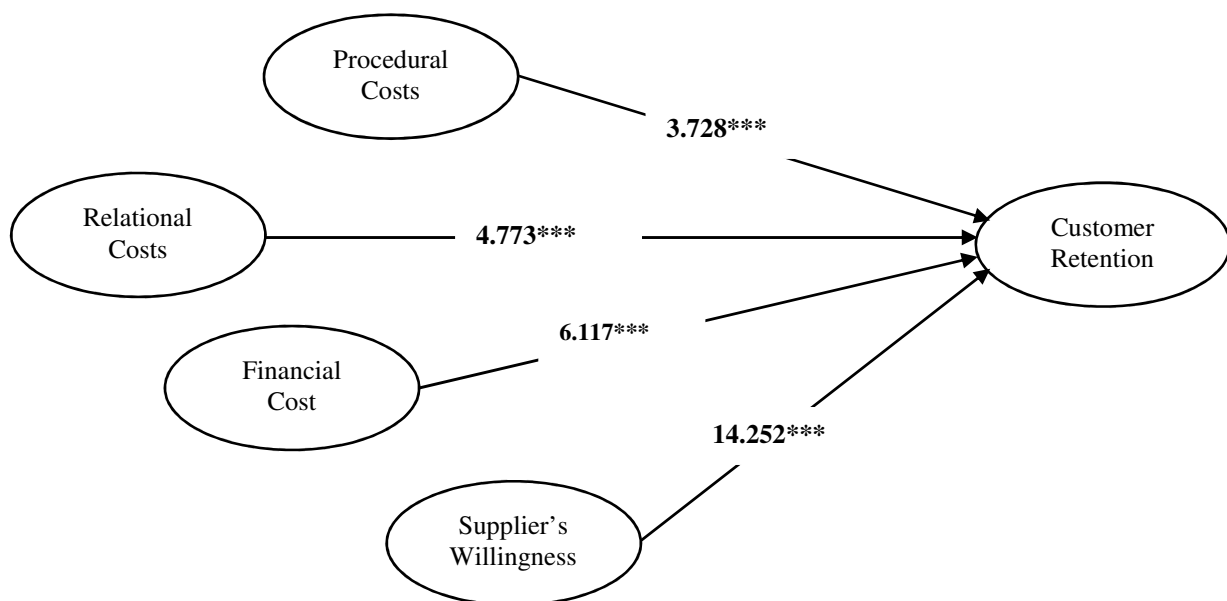 Procedural
Costs
3.728***
Relational
Costs
4.773***
Customer
Retention
6.117***
Financial
Cost
14.252***
Supplier’s
Willingness